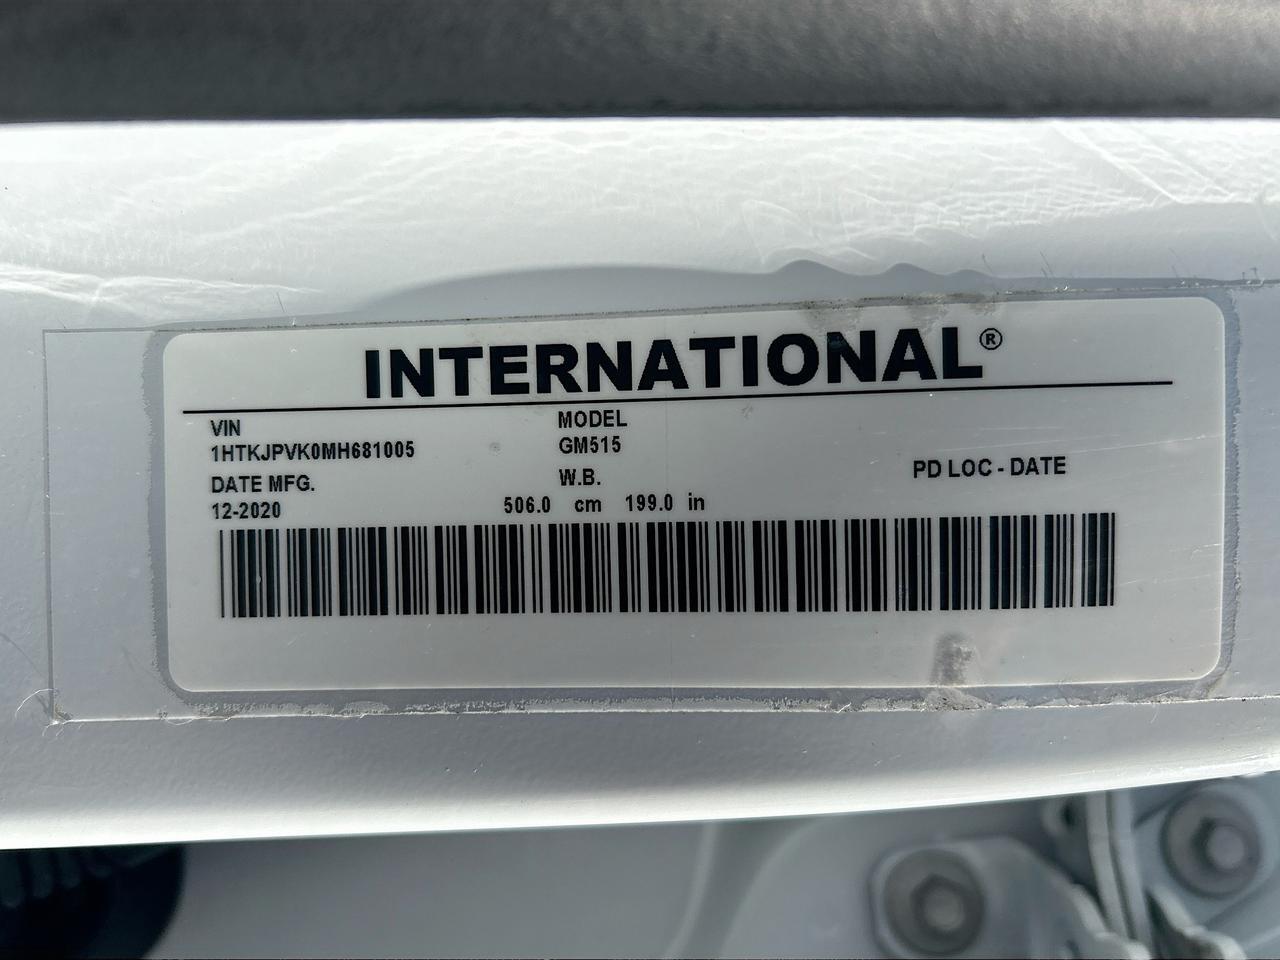 INTERNATIONAL®
VIN
1HTKJPVK0MH681005
DATE MFG.
12-2020
MODEL
GM515
W.B.
506.0 cm 199.0 in
PD LOC - DATE